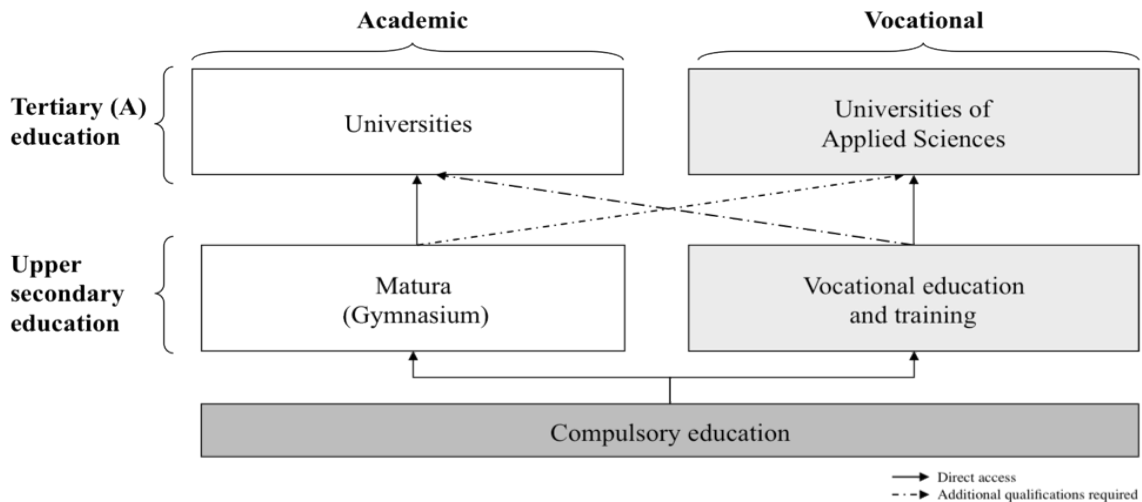 Academic
Vocational
Tertiary (A)
education
Universities
Universities of
Applied Sciences
Upper
secondary
education
Matura
(Gymnasium)
Vocational education
and training
Compulsory education
Direct access
Additional qualifications required